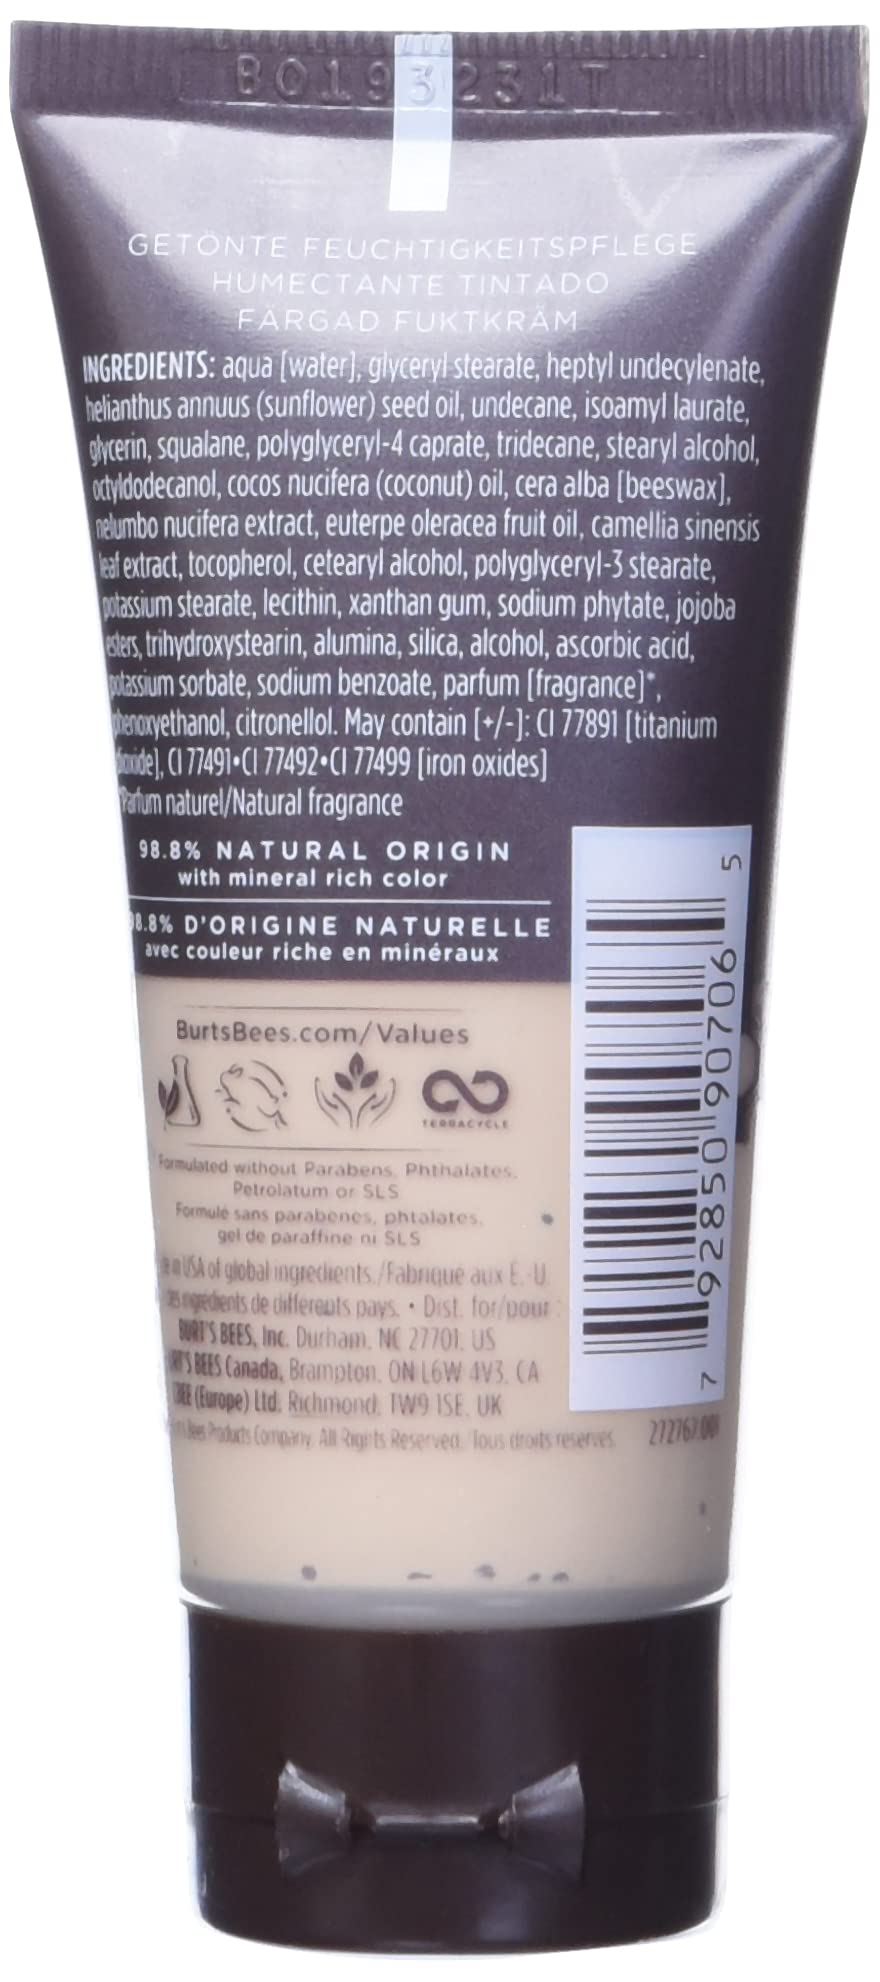 B0193231T
GETÖNTE FEUCHTIGKEITSPFLEGE
HUMECTANTE TINTADO
FÄRGAD FUKTKRÄM
INGREDIENTS: aqua [water], glyceryl stearate, heptyl undecylenate,
helianthus annuus (sunflower) seed oil, undecane, isoamyl laurate,
glycerin, squalane, polyglyceryl-4 caprate, tridecane, stearyl alcohol,
octyldodecanol, cocos nucifera (coconut) oil, cera alba [beeswax],
nelumbo nucifera extract, euterpe oleracea fruit oil, camellia sinensis
leaf extract, tocopherol, cetearyl alcohol, polyglyceryl-3 stearate,
potassium stearate, lecithin, xanthan gum, sodium phytate, jojoba
esters, trihydroxystearin, alumina, silica, alcohol, ascorbic acid,
potassium sorbate, sodium benzoate, parfum [fragrance]*,
phenoxyethanol, citronellol. May contain [+/-]: CI 77891 [titanium
dioxide], CI 77491•CI 77492•CI 77499 [iron oxides]
*Parfum naturel/Natural fragrance
98.8% NATURAL ORIGIN
with mineral rich color
98.8% D'ORIGINE NATURELLE
avec couleur riche en minéraux
BurtsBees.com/Values
TERRACYCLE
Formulated without Parabens, Phthalates,
Petrolatum or SLS
Formulé sans parabenes, phtalates,
gel de paraffine ni SLS
in USA of global ingredients./Fabriqué aux É.-U.
des ingrédients de différents pays. • Dist. for/pour :
BURT'S BEES, Inc. Durham, NC 27701, US
BURT'S BEES Canada, Brampton, ON L6W 4V3, CA
BEE (Europe) Ltd. Richmond, TW9 1SE, UK
Bees Products Company. All Rights Reserved. Tous droits réservés.
7 92850 90706 5